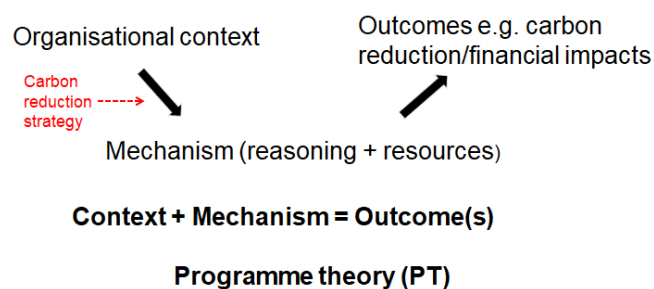 Organisational context
Outcomes e.g. carbon
reduction/financial impacts
Carbon
reduction
strategy
Mechanism (reasoning + resources)
Context + Mechanism = Outcome(s)
Programme theory (PT)